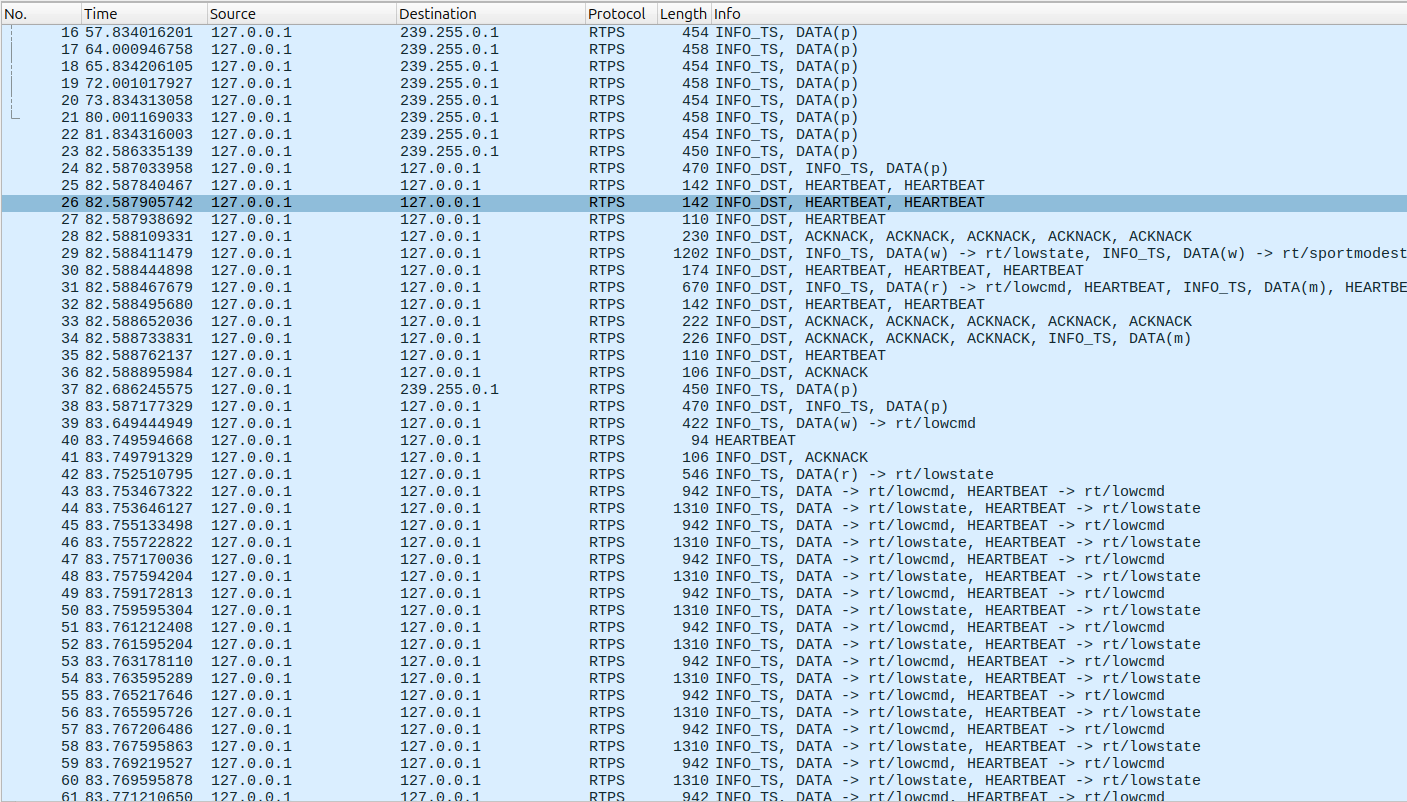 No. Time Source Destination Protocol Length Info
16 57.834016201 127.0.0.1 239.255.0.1 RTPS 454 INFO_TS, DATA(p)
17 64.000946758 127.0.0.1 239.255.0.1 RTPS 458 INFO_TS, DATA(p)
18 65.834206105 127.0.0.1 239.255.0.1 RTPS 454 INFO_TS, DATA(p)
19 72.001017927 127.0.0.1 239.255.0.1 RTPS 458 INFO_TS, DATA(p)
20 73.834313058 127.0.0.1 239.255.0.1 RTPS 454 INFO_TS, DATA(p)
21 80.001169033 127.0.0.1 239.255.0.1 RTPS 458 INFO_TS, DATA(p)
22 81.834316003 127.0.0.1 239.255.0.1 RTPS 454 INFO_TS, DATA(p)
23 82.586335139 127.0.0.1 239.255.0.1 RTPS 450 INFO_TS, DATA(p)
24 82.587033958 127.0.0.1 127.0.0.1 RTPS 470 INFO_DST, INFO_TS, DATA(p)
25 82.587840467 127.0.0.1 127.0.0.1 RTPS 142 INFO_DST, HEARTBEAT, HEARTBEAT
26 82.587905742 127.0.0.1 127.0.0.1 RTPS 142 INFO_DST, HEARTBEAT, HEARTBEAT
27 82.587938692 127.0.0.1 127.0.0.1 RTPS 110 INFO_DST, HEARTBEAT
28 82.588109331 127.0.0.1 127.0.0.1 RTPS 230 INFO_DST, ACKNACK, ACKNACK, ACKNACK, ACKNACK, ACKNACK
29 82.588411479 127.0.0.1 127.0.0.1 RTPS 1202 INFO_DST, INFO_TS, DATA(w) -> rt/lowstate, INFO_TS, DATA(w) -> rt/sportmodest
30 82.588444898 127.0.0.1 127.0.0.1 RTPS 174 INFO_DST, HEARTBEAT, HEARTBEAT, HEARTBEAT
31 82.588467679 127.0.0.1 127.0.0.1 RTPS 670 INFO_DST, INFO_TS, DATA(r) -> rt/lowcmd, HEARTBEAT, INFO_TS, DATA(m), HEARTBE
32 82.588495680 127.0.0.1 127.0.0.1 RTPS 142 INFO_DST, HEARTBEAT, HEARTBEAT
33 82.588652036 127.0.0.1 127.0.0.1 RTPS 222 INFO_DST, ACKNACK, ACKNACK, ACKNACK, ACKNACK, ACKNACK
34 82.588733831 127.0.0.1 127.0.0.1 RTPS 226 INFO_DST, ACKNACK, ACKNACK, ACKNACK, INFO_TS, DATA(m)
35 82.588762137 127.0.0.1 127.0.0.1 RTPS 110 INFO_DST, HEARTBEAT
36 82.588895984 127.0.0.1 127.0.0.1 RTPS 106 INFO_DST, ACKNACK
37 82.686245575 127.0.0.1 239.255.0.1 RTPS 450 INFO_TS, DATA(p)
38 83.587177329 127.0.0.1 127.0.0.1 RTPS 470 INFO_DST, INFO_TS, DATA(p)
39 83.649444949 127.0.0.1 127.0.0.1 RTPS 422 INFO_TS, DATA(w) -> rt/lowcmd
40 83.749594668 127.0.0.1 127.0.0.1 RTPS 94 HEARTBEAT
41 83.749791329 127.0.0.1 127.0.0.1 RTPS 106 INFO_DST, ACKNACK
42 83.752510795 127.0.0.1 127.0.0.1 RTPS 546 INFO_TS, DATA(r) -> rt/lowstate
43 83.753467322 127.0.0.1 127.0.0.1 RTPS 942 INFO_TS, DATA -> rt/lowcmd, HEARTBEAT -> rt/lowcmd
44 83.753646127 127.0.0.1 127.0.0.1 RTPS 1310 INFO_TS, DATA -> rt/lowstate, HEARTBEAT -> rt/lowstate
45 83.755133498 127.0.0.1 127.0.0.1 RTPS 942 INFO_TS, DATA -> rt/lowcmd, HEARTBEAT -> rt/lowcmd
46 83.755722822 127.0.0.1 127.0.0.1 RTPS 1310 INFO_TS, DATA -> rt/lowstate, HEARTBEAT -> rt/lowstate
47 83.757170036 127.0.0.1 127.0.0.1 RTPS 942 INFO_TS, DATA -> rt/lowcmd, HEARTBEAT -> rt/lowcmd
48 83.757594204 127.0.0.1 127.0.0.1 RTPS 1310 INFO_TS, DATA -> rt/lowstate, HEARTBEAT -> rt/lowstate
49 83.759172813 127.0.0.1 127.0.0.1 RTPS 942 INFO_TS, DATA -> rt/lowcmd, HEARTBEAT -> rt/lowcmd
50 83.759595304 127.0.0.1 127.0.0.1 RTPS 1310 INFO_TS, DATA -> rt/lowstate, HEARTBEAT -> rt/lowstate
51 83.761212408 127.0.0.1 127.0.0.1 RTPS 942 INFO_TS, DATA -> rt/lowcmd, HEARTBEAT -> rt/lowcmd
52 83.761595204 127.0.0.1 127.0.0.1 RTPS 1310 INFO_TS, DATA -> rt/lowstate, HEARTBEAT -> rt/lowstate
53 83.763178110 127.0.0.1 127.0.0.1 RTPS 942 INFO_TS, DATA -> rt/lowcmd, HEARTBEAT -> rt/lowcmd
54 83.763595289 127.0.0.1 127.0.0.1 RTPS 1310 INFO_TS, DATA -> rt/lowstate, HEARTBEAT -> rt/lowstate
55 83.765217646 127.0.0.1 127.0.0.1 RTPS 942 INFO_TS, DATA -> rt/lowcmd, HEARTBEAT -> rt/lowcmd
56 83.765595726 127.0.0.1 127.0.0.1 RTPS 1310 INFO_TS, DATA -> rt/lowstate, HEARTBEAT -> rt/lowstate
57 83.767206486 127.0.0.1 127.0.0.1 RTPS 942 INFO_TS, DATA -> rt/lowcmd, HEARTBEAT -> rt/lowcmd
58 83.767595863 127.0.0.1 127.0.0.1 RTPS 1310 INFO_TS, DATA -> rt/lowstate, HEARTBEAT -> rt/lowstate
59 83.769219527 127.0.0.1 127.0.0.1 RTPS 942 INFO_TS, DATA -> rt/lowcmd, HEARTBEAT -> rt/lowcmd
60 83.769595878 127.0.0.1 127.0.0.1 RTPS 1310 INFO_TS, DATA -> rt/lowstate, HEARTBEAT -> rt/lowstate
61 83.771210650 127.0.0.1 127.0.0.1 RTPS 942 INFO_TS, DATA -> rt/lowcmd, HEARTBEAT -> rt/lowcmd